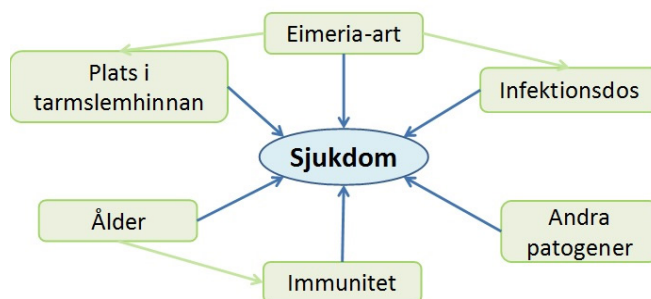 Eimeria-art
Plats i
tarmslemhinnan
Infektionsdos
Sjukdom
Ålder
Andra
patogener
Immunitet